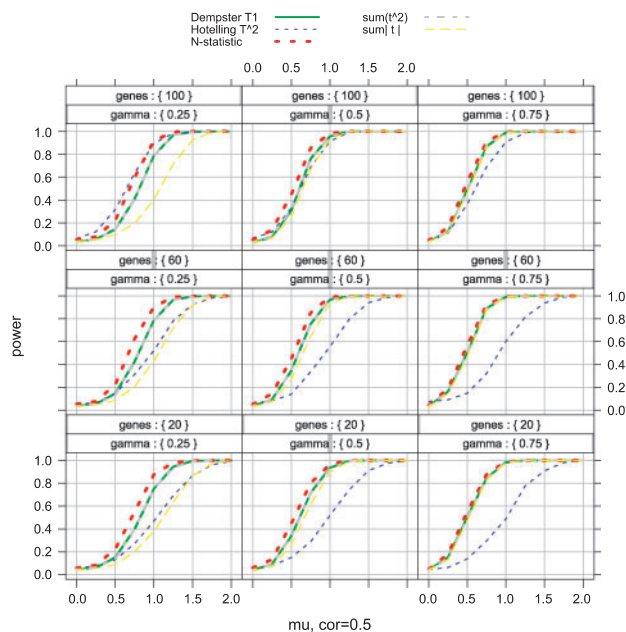 Dempster T1
sum(t^2)
Hotelling T^2
sum| t |
N-statistic
0.0 0.5 1.0 1.5 2.0
genes : { 100 }
genes : { 100 }
genes : { 100 }
gamma : { 0.25 }
gamma : { 0.5 }
gamma : { 0.75 }
1.0
0.8
0.6
0.4
0.2
0.0
genes : { 60 }
genes : { 60 }
genes : { 60 }
gamma : { 0.25 }
gamma : { 0.5 }
gamma : { 0.75 }
1.0
0.8
0.6
0.4
0.2
0.0
power
genes : { 20 }
genes : { 20 }
genes : { 20 }
gamma : { 0.25 }
gamma : { 0.5 }
gamma : { 0.75 }
1.0
0.8
0.6
0.4
0.2
0.0
0.0 0.5 1.0 1.5 2.0
0.0 0.5 1.0 1.5 2.0
mu, cor=0.5